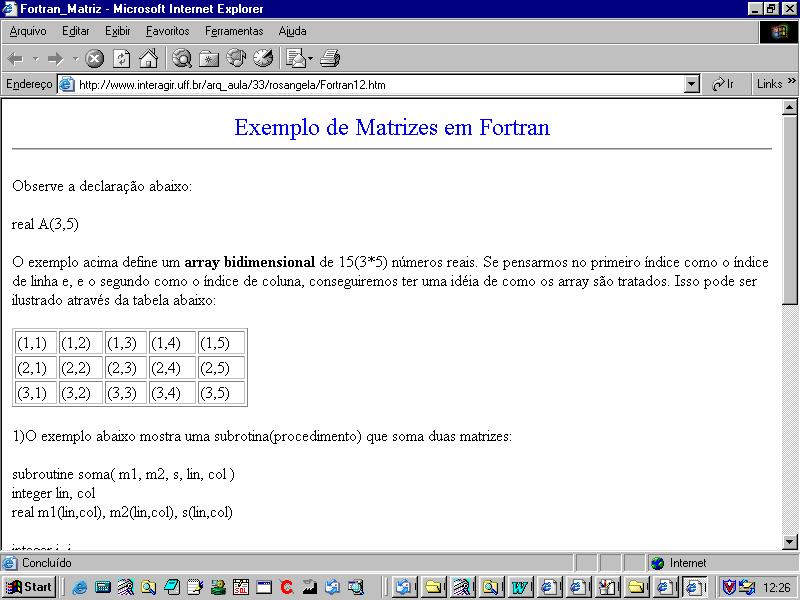 Fortran_Matriz - Microsoft Internet Explorer
Arquivo Editar Exibir Favoritos Ferramentas Ajuda
Endereço http://www.interagir.uff.br/arq_aula/33/rosangela/Fortran12.htm Ir Links »
Exemplo de Matrizes em Fortran
Observe a declaração abaixo:
real A(3,5)
O exemplo acima define um array bidimensional de 15(3*5) números reais. Se pensarmos no primeiro índice como o índice
de linha e, e o segundo como o índice de coluna, conseguiremos ter uma idéia de como os array são tratados. Isso pode ser
ilustrado através da tabela abaixo:
(1,1) (1,2) (1,3) (1,4) (1,5)
(2,1) (2,2) (2,3) (2,4) (2,5)
(3,1) (3,2) (3,3) (3,4) (3,5)
1)O exemplo abaixo mostra uma subrotina(procedimento) que soma duas matrizes:
subroutine soma( m1, m2, s, lin, col )
integer lin, col
real m1(lin,col), m2(lin,col), s(lin,col)
integer i, j
Concluído Internet
Start 12:26